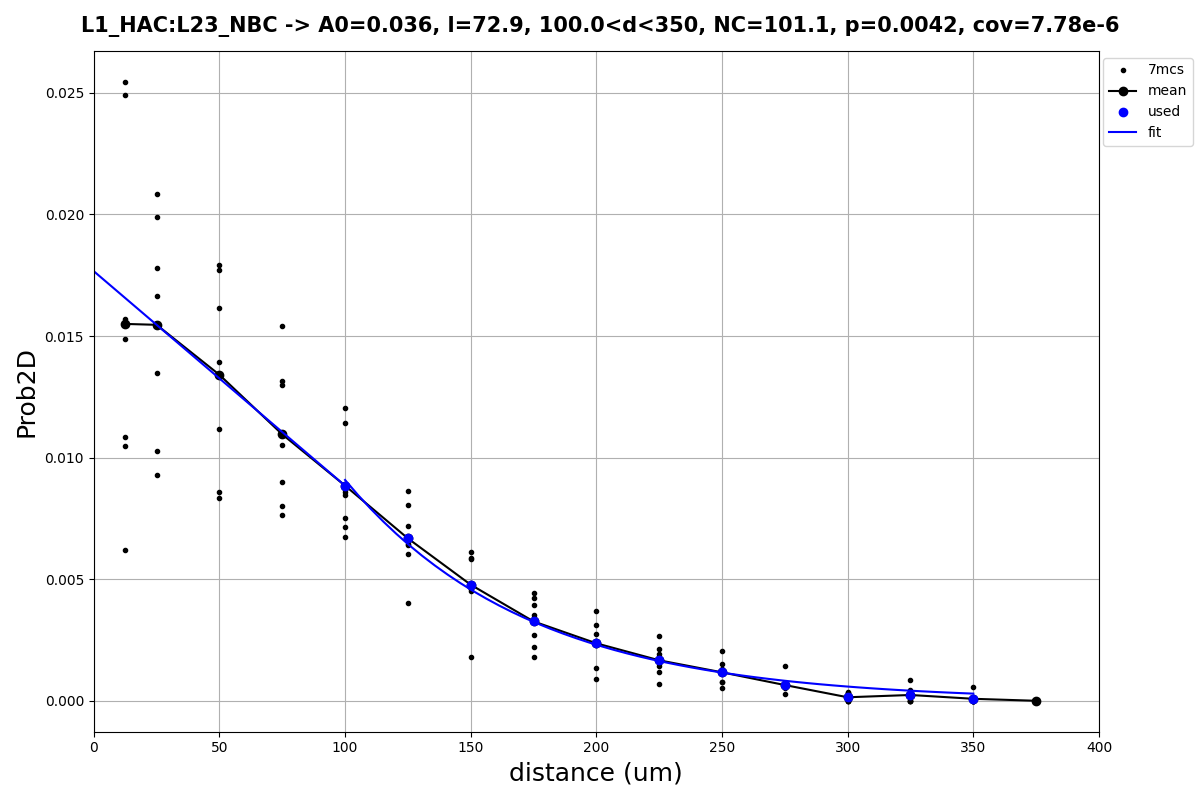 L1_HAC:L23_NBC -> A0=0.036, l=72.9, 100.0<d<350, NC=101.1, p=0.0042, cov=7.78e-6
7mcs
mean
used
fit
Prob2D
0.025
0.020
0.015
0.010
0.005
0.000
0 50 100 150 200 250 300 350 400
distance (um)